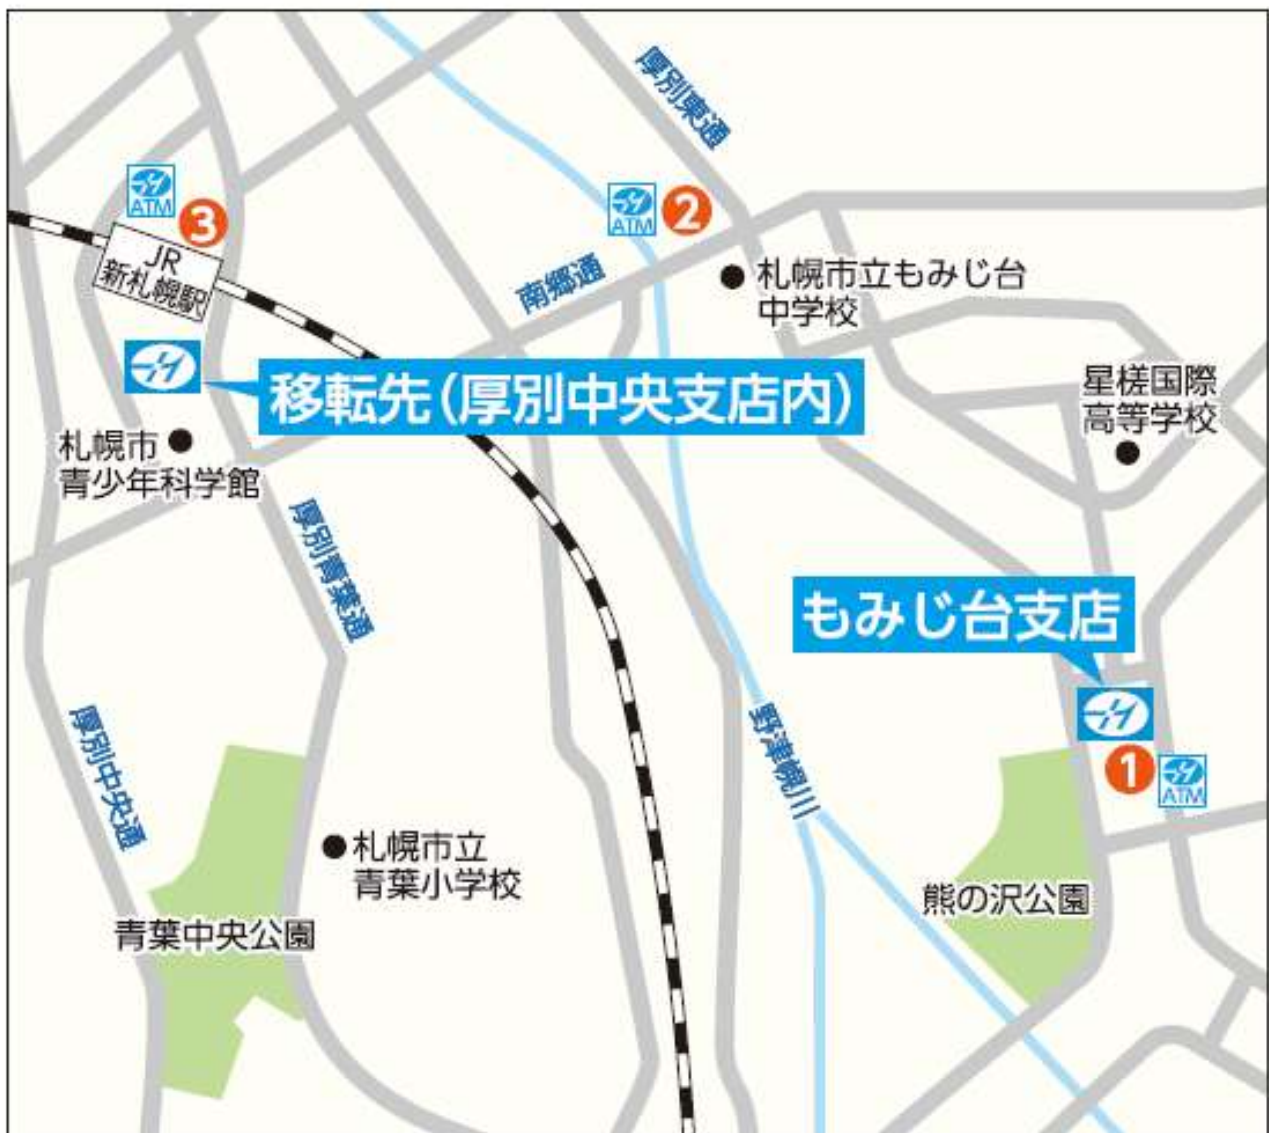 厚別東通
ATM
3
ATM
2
JR
新札幌駅
南郷通
札幌市立もみじ台
中学校
移転先(厚別中央支店内)
星槎国際
高等学校
札幌市
青少年科学館
厚別青葉通
もみじ台支店
厚別中央通
野津幌川
1
ATM
札幌市立
青葉小学校
熊の沢公園
青葉中央公園